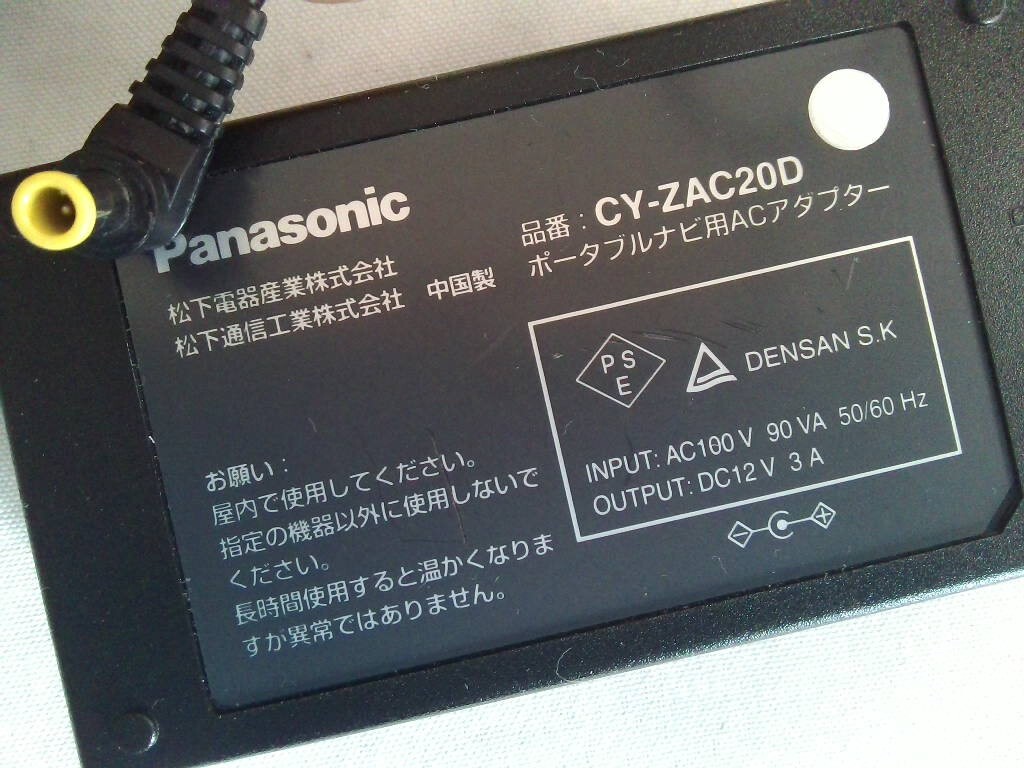 Panasonic
松下電器産業株式会社
松下通信工業株式会社 中国製
品番：CY-ZAC20D
ポータブルナビ用ACアダプター
PS
E
DENSAN S.K
INPUT: AC100 V 90 VA 50/60 Hz
OUTPUT: DC12 V 3 A
お願い：
屋内で使用してください。
指定の機器以外に使用しないで
ください。
長時間使用すると温かくなりま
すが異常ではありません。